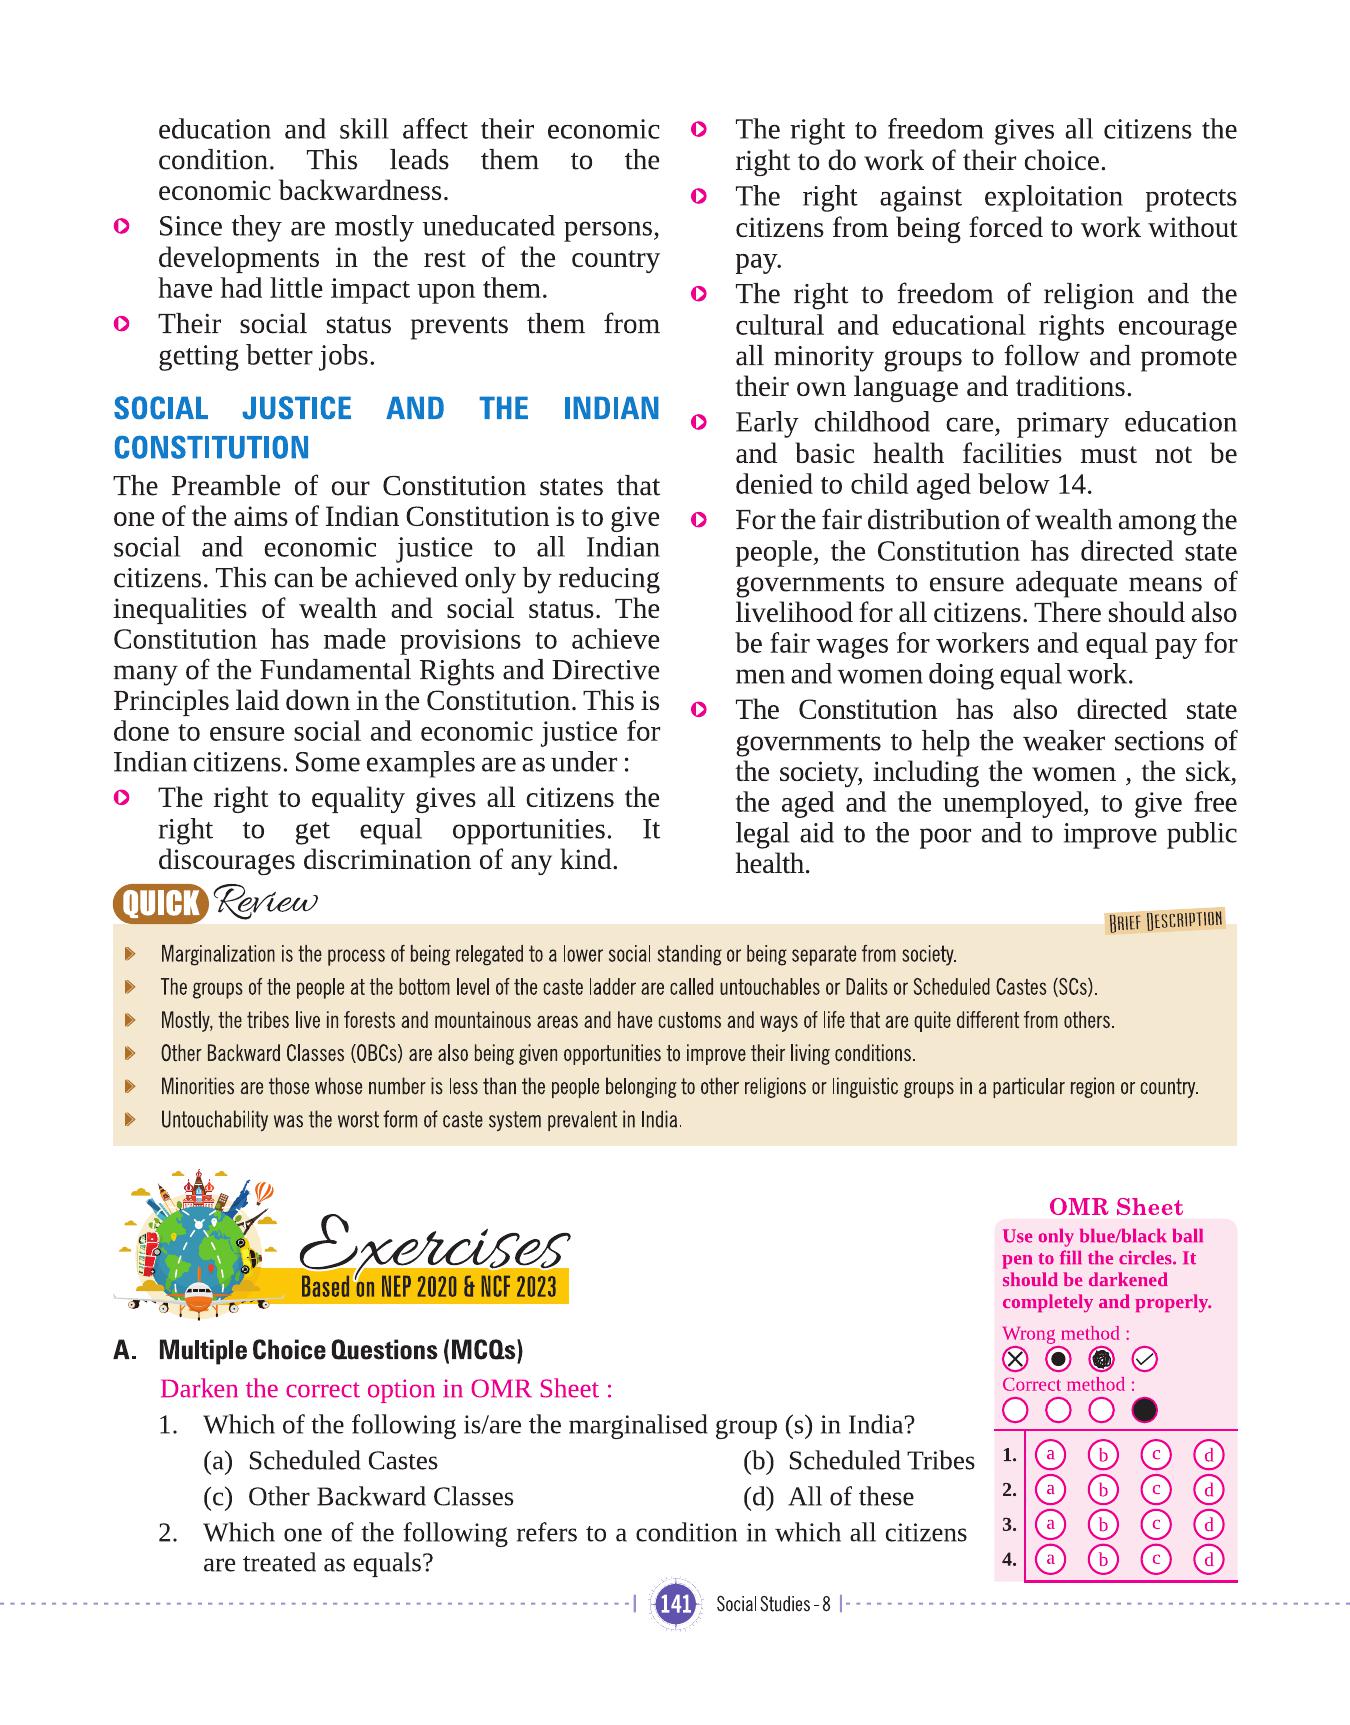 education and skill affect their economic
condition. This leads them to the
economic backwardness.
Since they are mostly uneducated persons,
developments in the rest of the country
have had little impact upon them.
Their social status prevents them from
getting better jobs.
SOCIAL JUSTICE AND THE INDIAN
CONSTITUTION
The Preamble of our Constitution states that
one of the aims of Indian Constitution is to give
social and economic justice to all Indian
citizens. This can be achieved only by reducing
inequalities of wealth and social status. The
Constitution has made provisions to achieve
many of the Fundamental Rights and Directive
Principles laid down in the Constitution. This is
done to ensure social and economic justice for
Indian citizens. Some examples are as under :
The right to equality gives all citizens the
right to get equal opportunities. It
discourages discrimination of any kind.
The right to freedom gives all citizens the
right to do work of their choice.
The right against exploitation protects
citizens from being forced to work without
pay.
The right to freedom of religion and the
cultural and educational rights encourage
all minority groups to follow and promote
their own language and traditions.
Early childhood care, primary education
and basic health facilities must not be
denied to child aged below 14.
For the fair distribution of wealth among the
people, the Constitution has directed state
governments to ensure adequate means of
livelihood for all citizens. There should also
be fair wages for workers and equal pay for
men and women doing equal work.
The Constitution has also directed state
governments to help the weaker sections of
the society, including the women , the sick,
the aged and the unemployed, to give free
legal aid to the poor and to improve public
health.
QUICK Review
BRIEF DESCRIPTION
Marginalization is the process of being relegated to a lower social standing or being separate from society.
The groups of the people at the bottom level of the caste ladder are called untouchables or Dalits or Scheduled Castes (SCs).
Mostly, the tribes live in forests and mountainous areas and have customs and ways of life that are quite different from others.
Other Backward Classes (OBCs) are also being given opportunities to improve their living conditions.
Minorities are those whose number is less than the people belonging to other religions or linguistic groups in a particular region or country.
Untouchability was the worst form of caste system prevalent in India.
Exercises
Based on NEP 2020 & NCF 2023
A. Multiple Choice Questions (MCQs)
Darken the correct option in OMR Sheet :
1. Which of the following is/are the marginalised group (s) in India?
(a) Scheduled Castes (b) Scheduled Tribes
(c) Other Backward Classes (d) All of these
2. Which one of the following refers to a condition in which all citizens
are treated as equals?
OMR Sheet
Use only blue/black ball
pen to fill the circles. It
should be darkened
completely and properly.
Wrong method :
Correct method :
1. a b c d
2. a b c d
3. a b c d
4. a b c d
141 Social Studies - 8